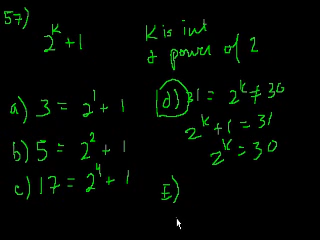 57)
2^k + 1
K is int
& power of 2
a) 3 = 2^1 + 1
b) 5 = 2^2 + 1
c) 17 = 2^4 + 1
(d) 31 = 2^k ≠ 30
2^k + 1 = 31
2^k = 30
E)